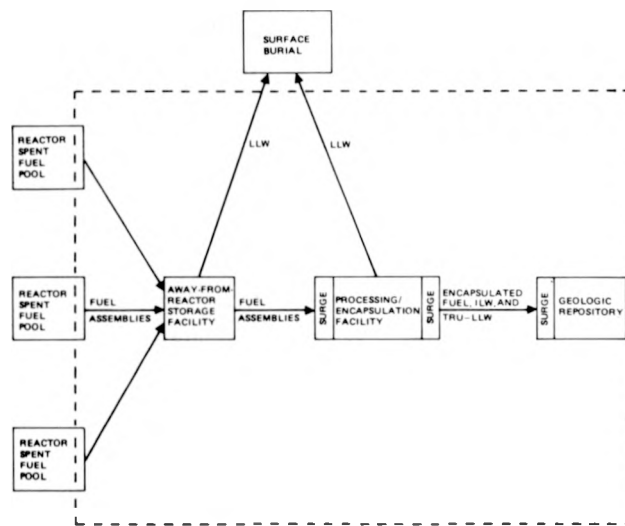 SURFACE
BURIAL
REACTOR
SPENT
FUEL
POOL
LLW
LLW
REACTOR
SPENT
FUEL
POOL
FUEL
ASSEMBLIES
AWAY-FROM-
REACTOR
STORAGE
FACILITY
FUEL
ASSEMBLIES
SURGE
PROCESSING/
ENCAPSULATION
FACILITY
SURGE
ENCAPSULATED
FUEL, ILW, AND
TRU-LLW
SURGE
GEOLOGIC
REPOSITORY
REACTOR
SPENT
FUEL
POOL